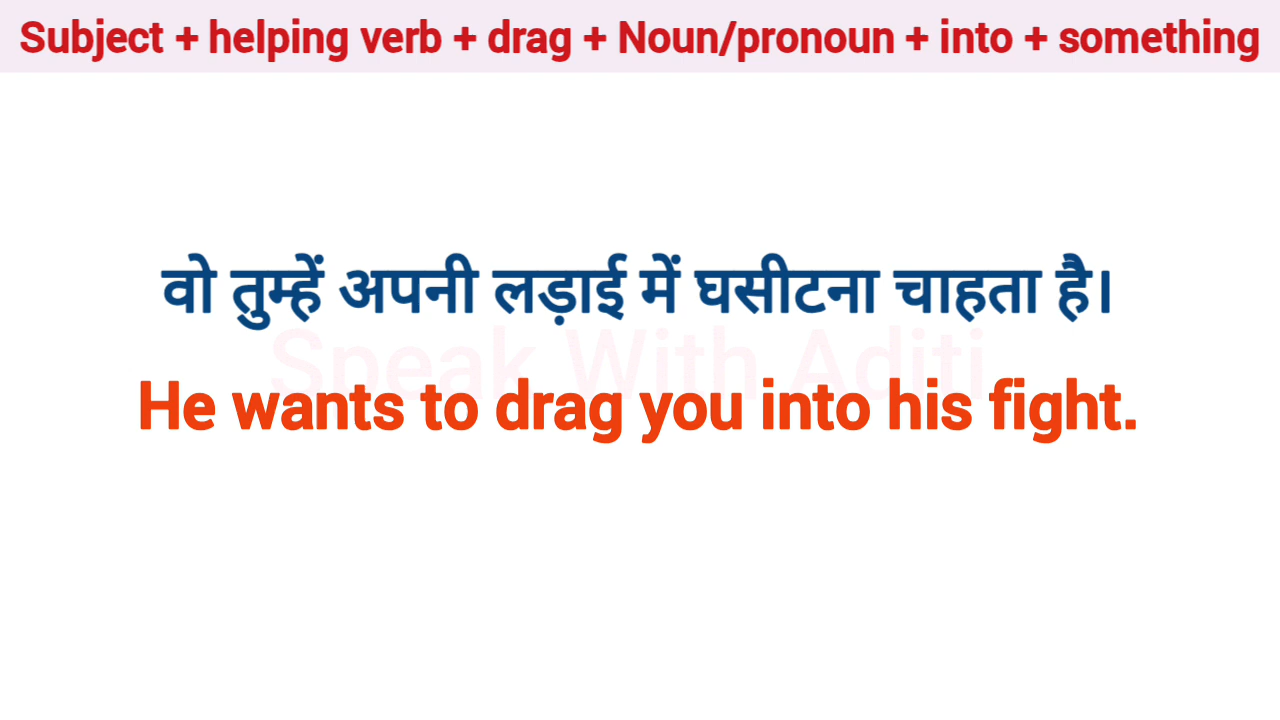 Subject + helping verb + drag + Noun/pronoun + into + something
वो तुम्हें अपनी लड़ाई में घसीटना चाहता है।
Speak With Aditi
He wants to drag you into his fight.